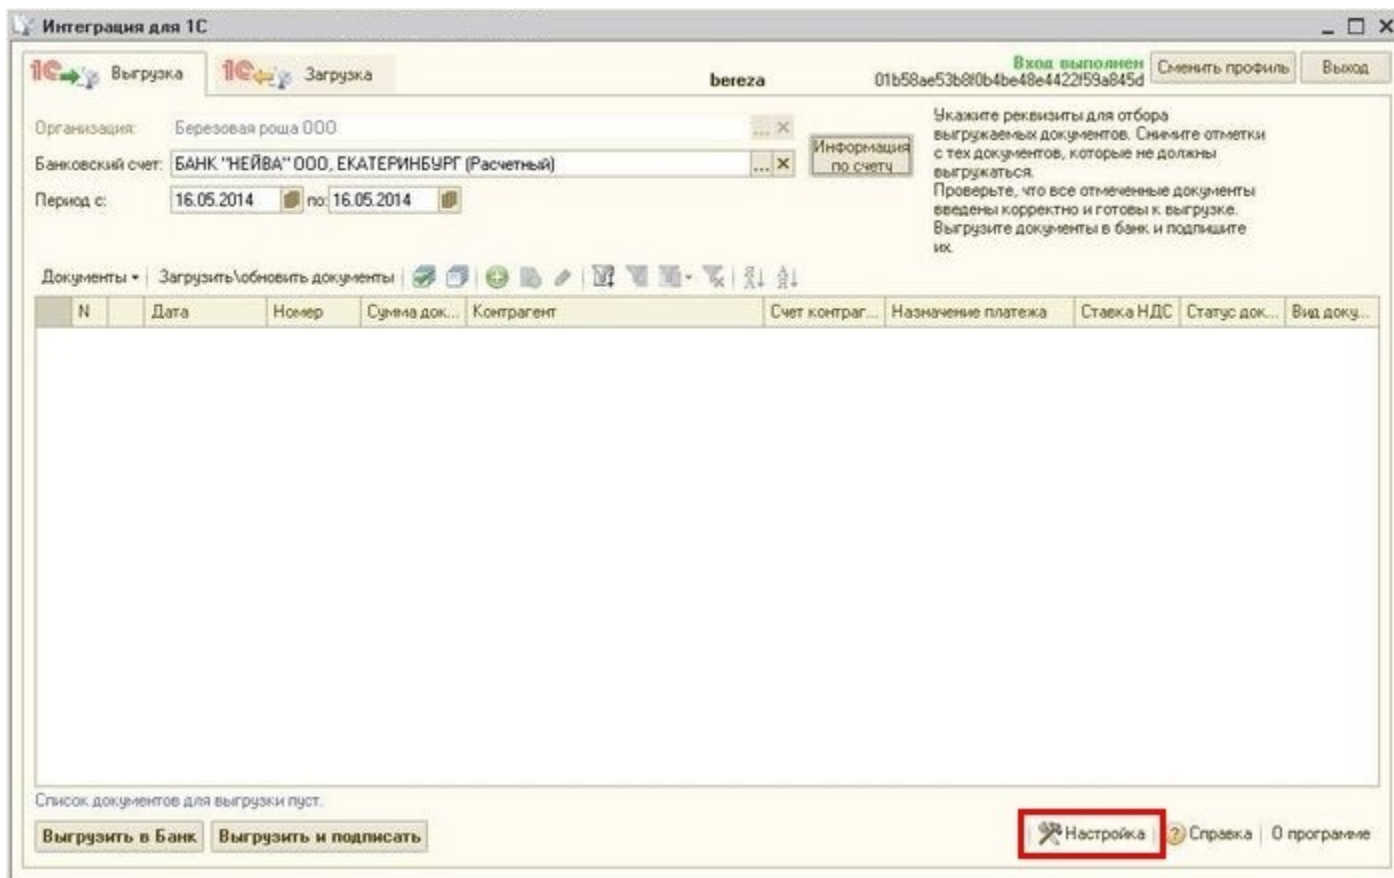 Интеграция для 1С
1С Выгрузка 1С Загрузка
bereza
Вход выполнен
01b58ae53b8f0b4be48e4422f59a845d
Сменить профиль Выход
Организация: Березовая роща ООО
Банковский счет: БАНК "НЕЙВА" ООО, ЕКАТЕРИНБУРГ (Расчетный)
Период с: 16.05.2014 по: 16.05.2014
Информация
по счету
Укажите реквизиты для отбора
выгружаемых документов. Снимите отметки
с тех документов, которые не должны
выгружаться.
Проверьте, что все отмеченные документы
введены корректно и готовы к выгрузке.
Выгрузите документы в банк и подпишите
их.
Документы Загрузить\обновить документы
N Дата Номер Сумма док... Контрагент Счет контраг... Назначение платежа Ставка НДС Статус док... Вид доку...
Список документов для выгрузки пуст.
Выгрузить в Банк Выгрузить и подписать Настройка Справка О программе